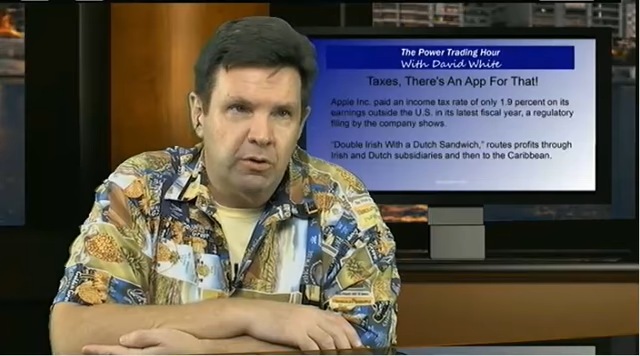 The Power Trading Hour
With David White
Taxes, There's An App For That!
Apple Inc. paid an income tax rate of only 1.9 percent on its
earnings outside the U.S. in its latest fiscal year, a regulatory
filing by the company shows.
"Double Irish With a Dutch Sandwich," routes profits through
Irish and Dutch subsidiaries and then to the Caribbean.